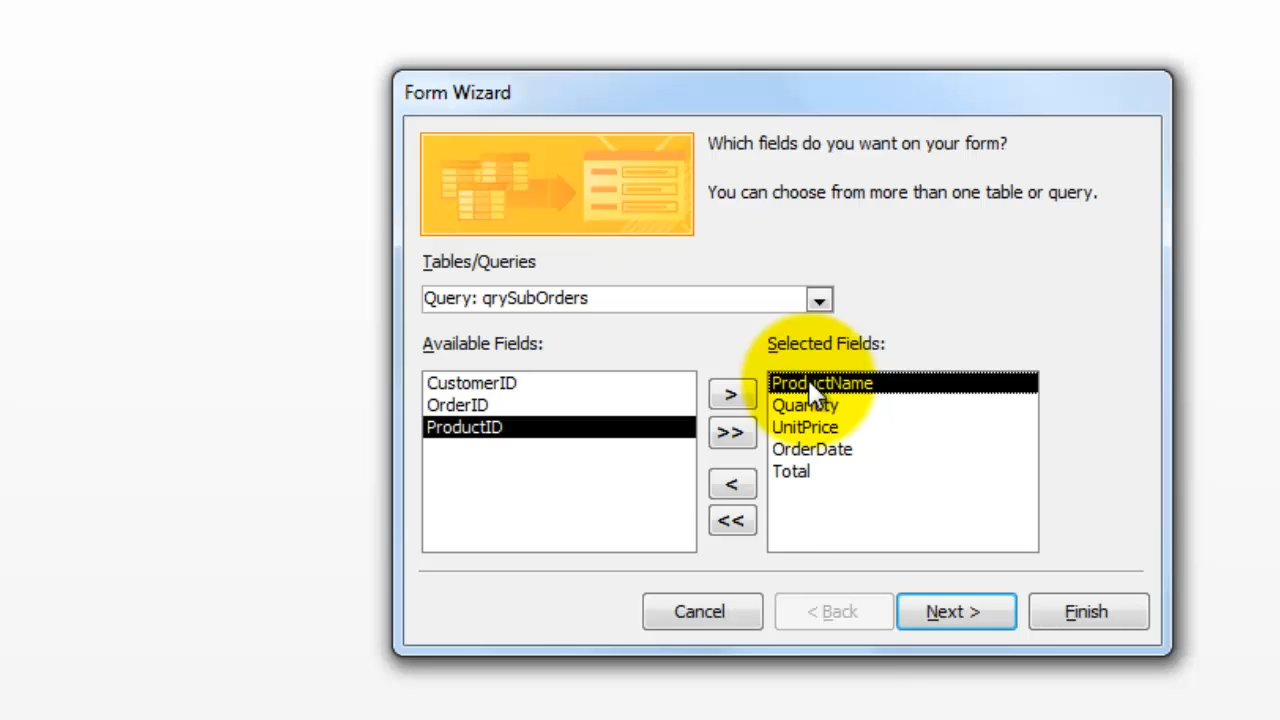 Form Wizard
Which fields do you want on your form?
You can choose from more than one table or query.
Tables/Queries
Query: qrySubOrders
Available Fields:
Selected Fields:
CustomerID
OrderID
ProductID
>
>>
<
<<
ProductName
Quantity
UnitPrice
OrderDate
Total
Cancel
< Back
Next >
Finish